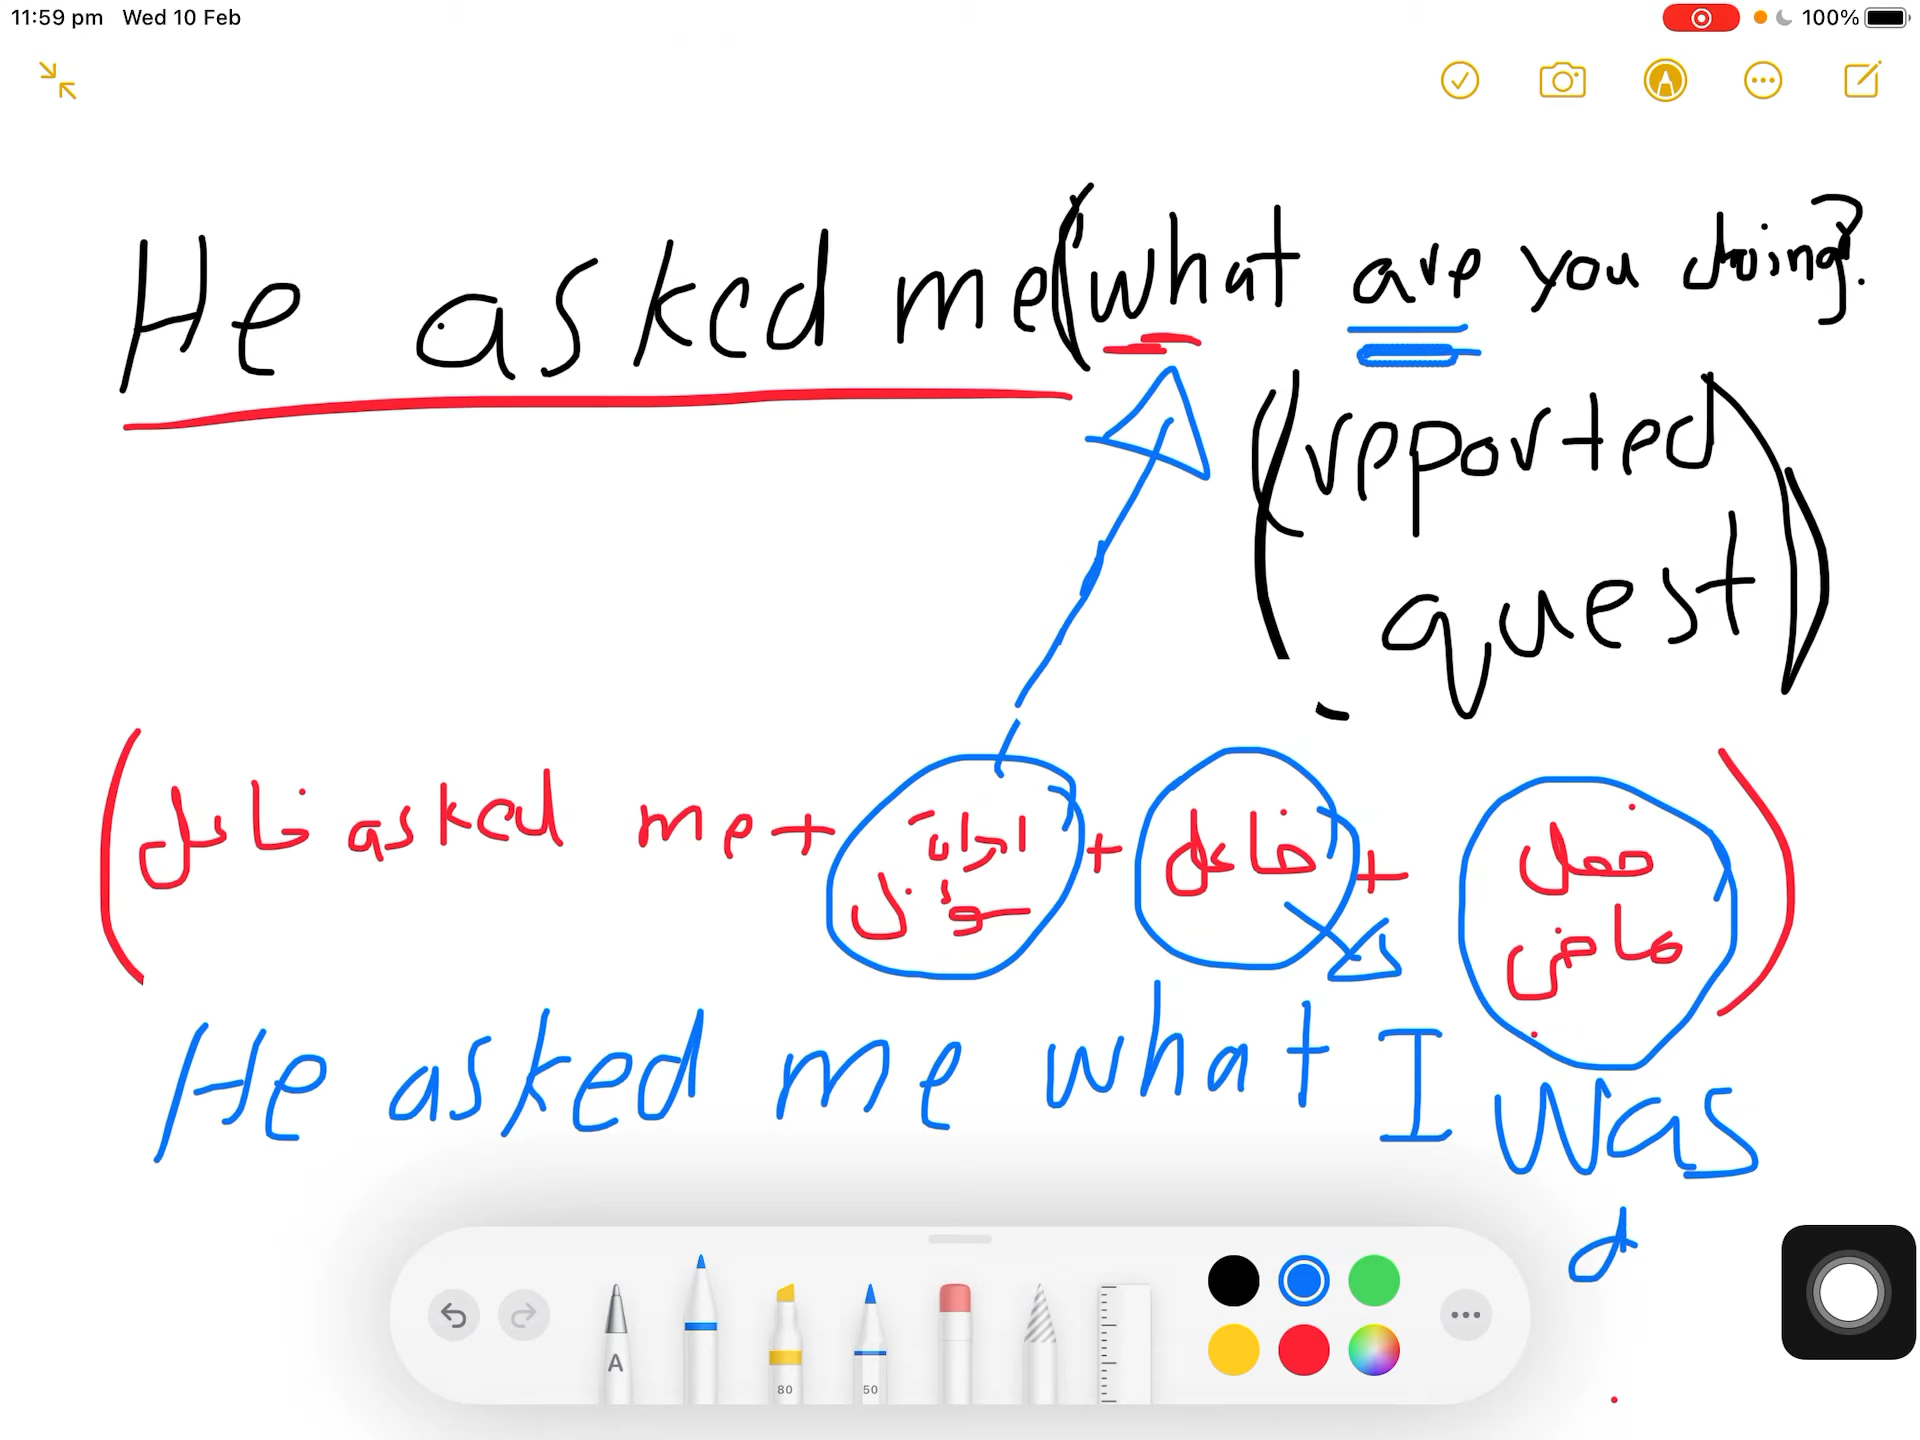 11:59 pm Wed 10 Feb 100%
He asked me (what are you doing?
(reported
quest)
(فاعل asked me + اداة سؤال + فاعل + فعل ماضي)
He asked me what I was
d
A 80 50